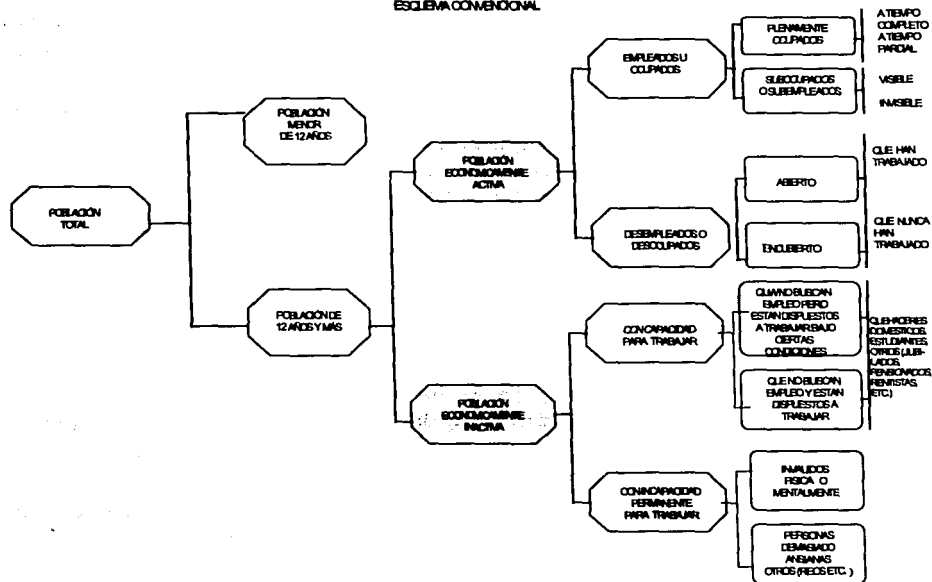 ESQUEMA CONVENCIONAL
POBLACIÓN
TOTAL
POBLACIÓN
MENOR
DE 12 AÑOS
POBLACIÓN DE
12 AÑOS Y MÁS
POBLACIÓN
ECONOMICAMENTE
ACTIVA
POBLACIÓN
ECONOMICAMENTE
INACTIVA
EMPLEADOS U
OCUPADOS
DESEMPLEADOS O
DESOCUPADOS
CON CAPACIDAD
PARA TRABAJAR
CON INCAPACIDAD
PERMANENTE
PARA TRABAJAR
PLENAMENTE
OCUPADOS
SUBOCUPADOS
O SUBEMPLEADOS
ABIERTO
ENCUBIERTO
BUSCAN
EMPLEO PERO
ESTAN DISPUESTOS
A TRABAJAR BAJO
CIERTAS
CONDICIONES
QUE NO BUSCAN
EMPLEO Y ESTAN
DISPUESTOS A
TRABAJAR
INVALIDOS
FISICA O
MENTALMENTE
PERSONAS
DEMASIADO
ANSIANAS
OTROS (REOS ETC. )
A TIEMPO
COMPLETO
A TIEMPO
PARCIAL
VISIBLE
INVISIBLE
QUE HAN
TRABAJADO
QUE NUNCA
HAN
TRABAJADO
QUEHACERES
DOMESTICOS,
ESTUDIANTES,
OTROS (JUBI-
LADOS,
PENSIONADOS,
RENTISTAS,
ETC.)